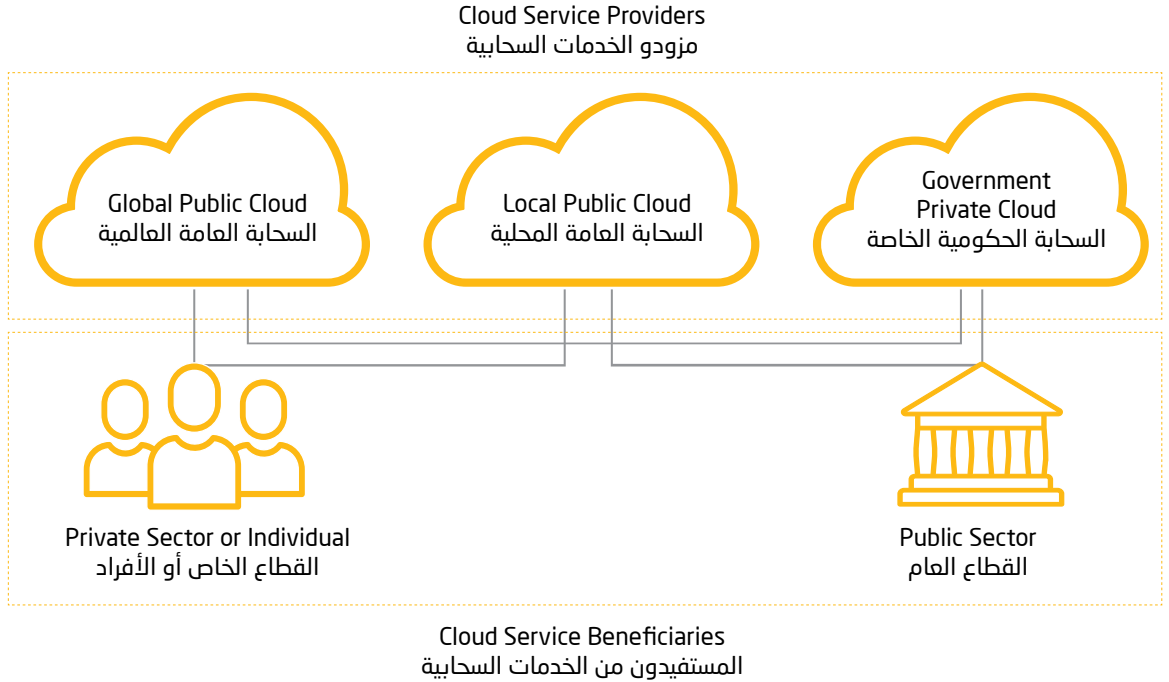 Cloud Service Providers
مزودو الخدمات السحابية
Global Public Cloud
السحابة العامة العالمية
Local Public Cloud
السحابة العامة المحلية
Government
Private Cloud
السحابة الحكومية الخاصة
Private Sector or Individual
القطاع الخاص أو الأفراد
Public Sector
القطاع العام
Cloud Service Beneficiaries
المستفيدون من الخدمات السحابية